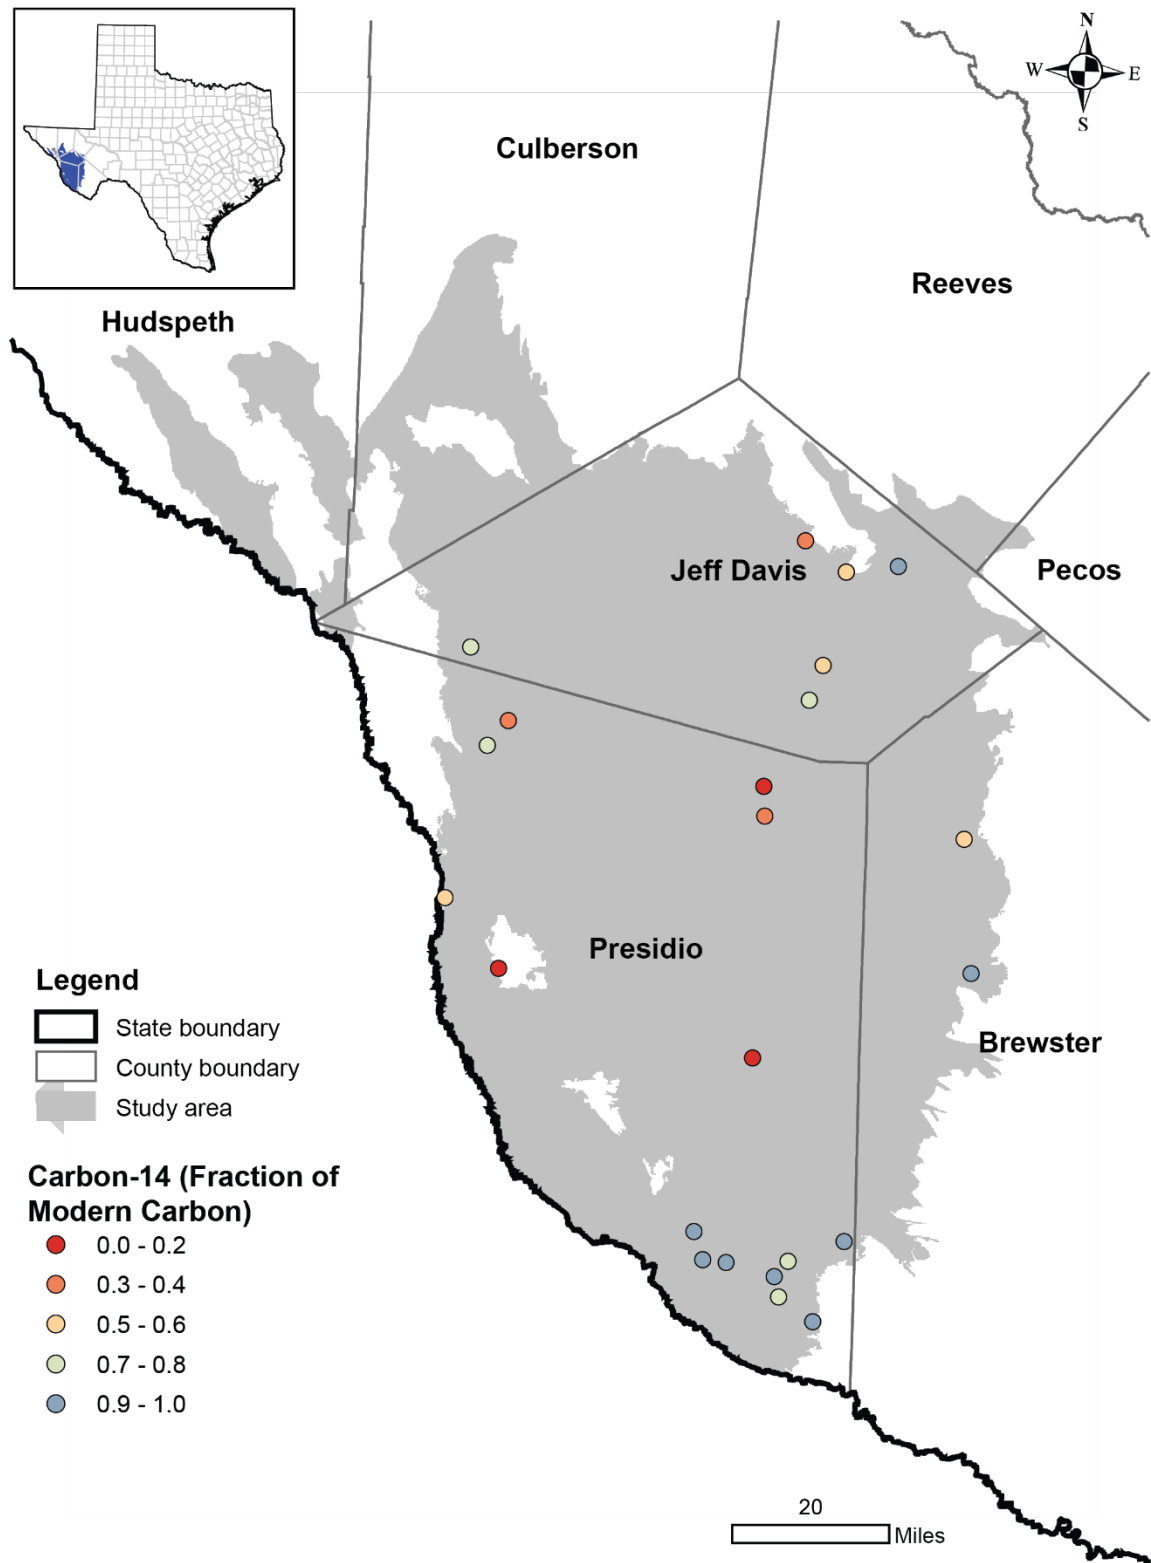 N
W
E
S
Culberson
Reeves
Hudspeth
Jeff Davis
Pecos
Presidio
Brewster
Legend
State boundary
County boundary
Study area
Carbon-14 (Fraction of
Modern Carbon)
0.0 - 0.2
0.3 - 0.4
0.5 - 0.6
0.7 - 0.8
0.9 - 1.0
20
Miles